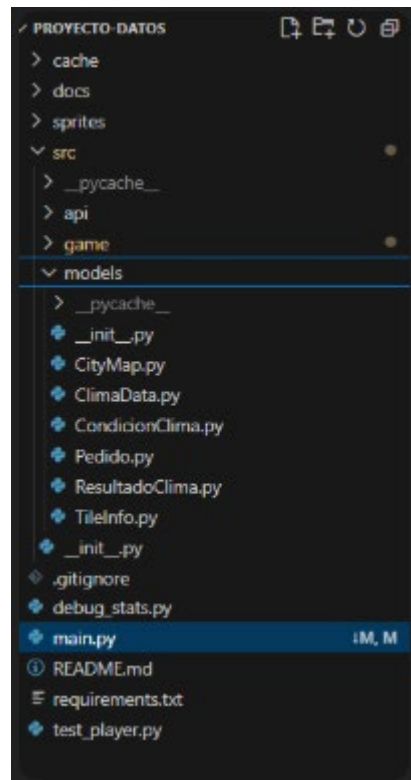 PROYECTO-DATOS
cache
docs
sprites
src
__pycache__
api
game
models
__pycache__
__init__.py
CityMap.py
ClimaData.py
CondicionClima.py
Pedido.py
ResultadoClima.py
TileInfo.py
__init__.py
.gitignore
debug_stats.py
main.py ↓M, M
README.md
requirements.txt
test_player.py